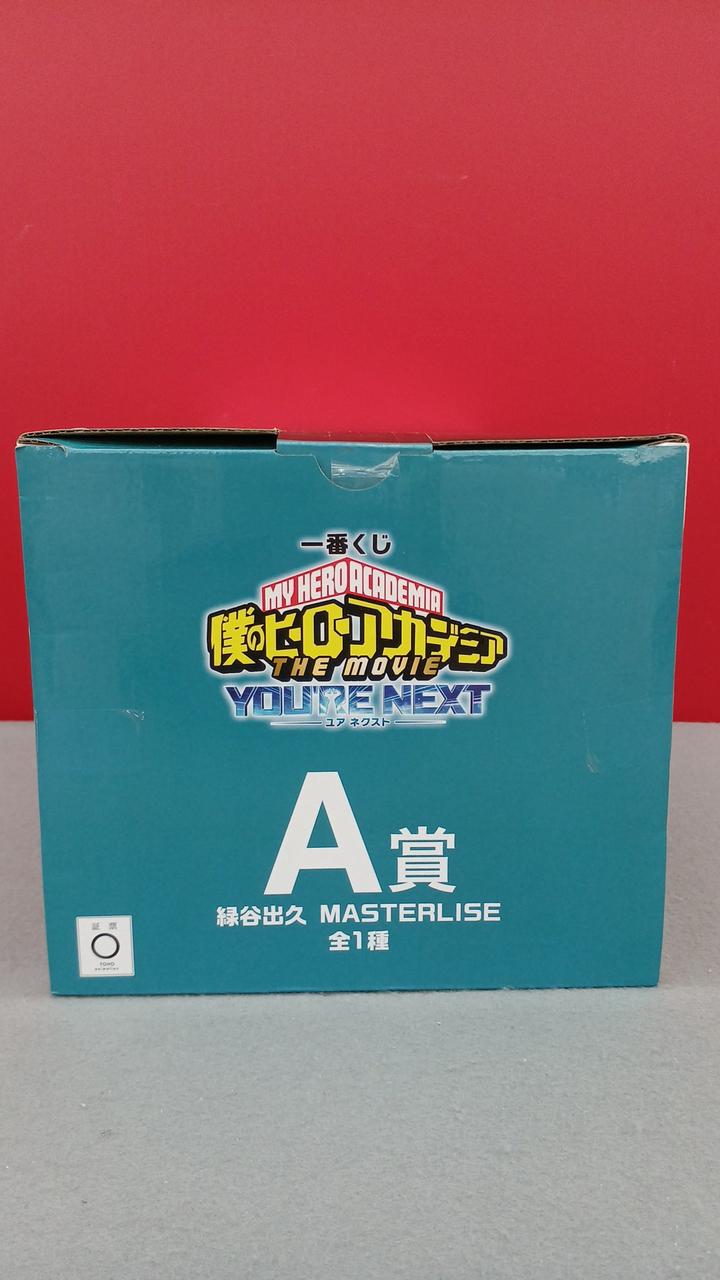 一番くじ
MY HERO ACADEMIA
僕のヒーローアカデミア
THE MOVIE
YOU'RE NEXT
ユア ネクスト
A賞
緑谷出久 MASTERLISE
全1種
証票
TOHO
animation